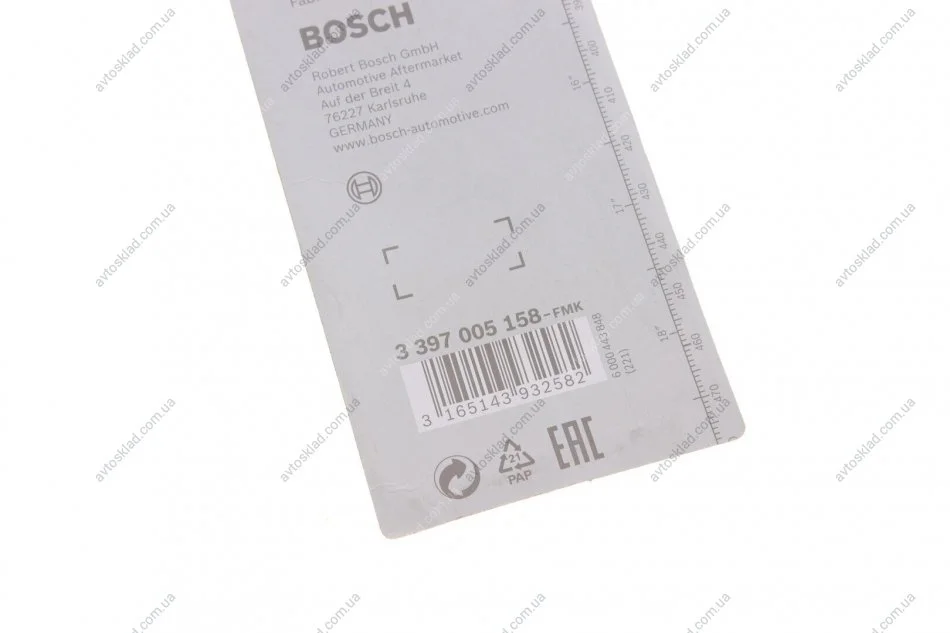 BOSCH
Robert Bosch GmbH
Automotive Aftermarket
Auf der Breit 4
76227 Karlsruhe
GERMANY
www.bosch-automotive.com
3 397 005 158-FMK
3 165143 932582
6 000 443 848
(221)
21
PAP
EAC
400
16"
410
420
430
17"
440
450
18"
460
470
avtosklad.com.ua